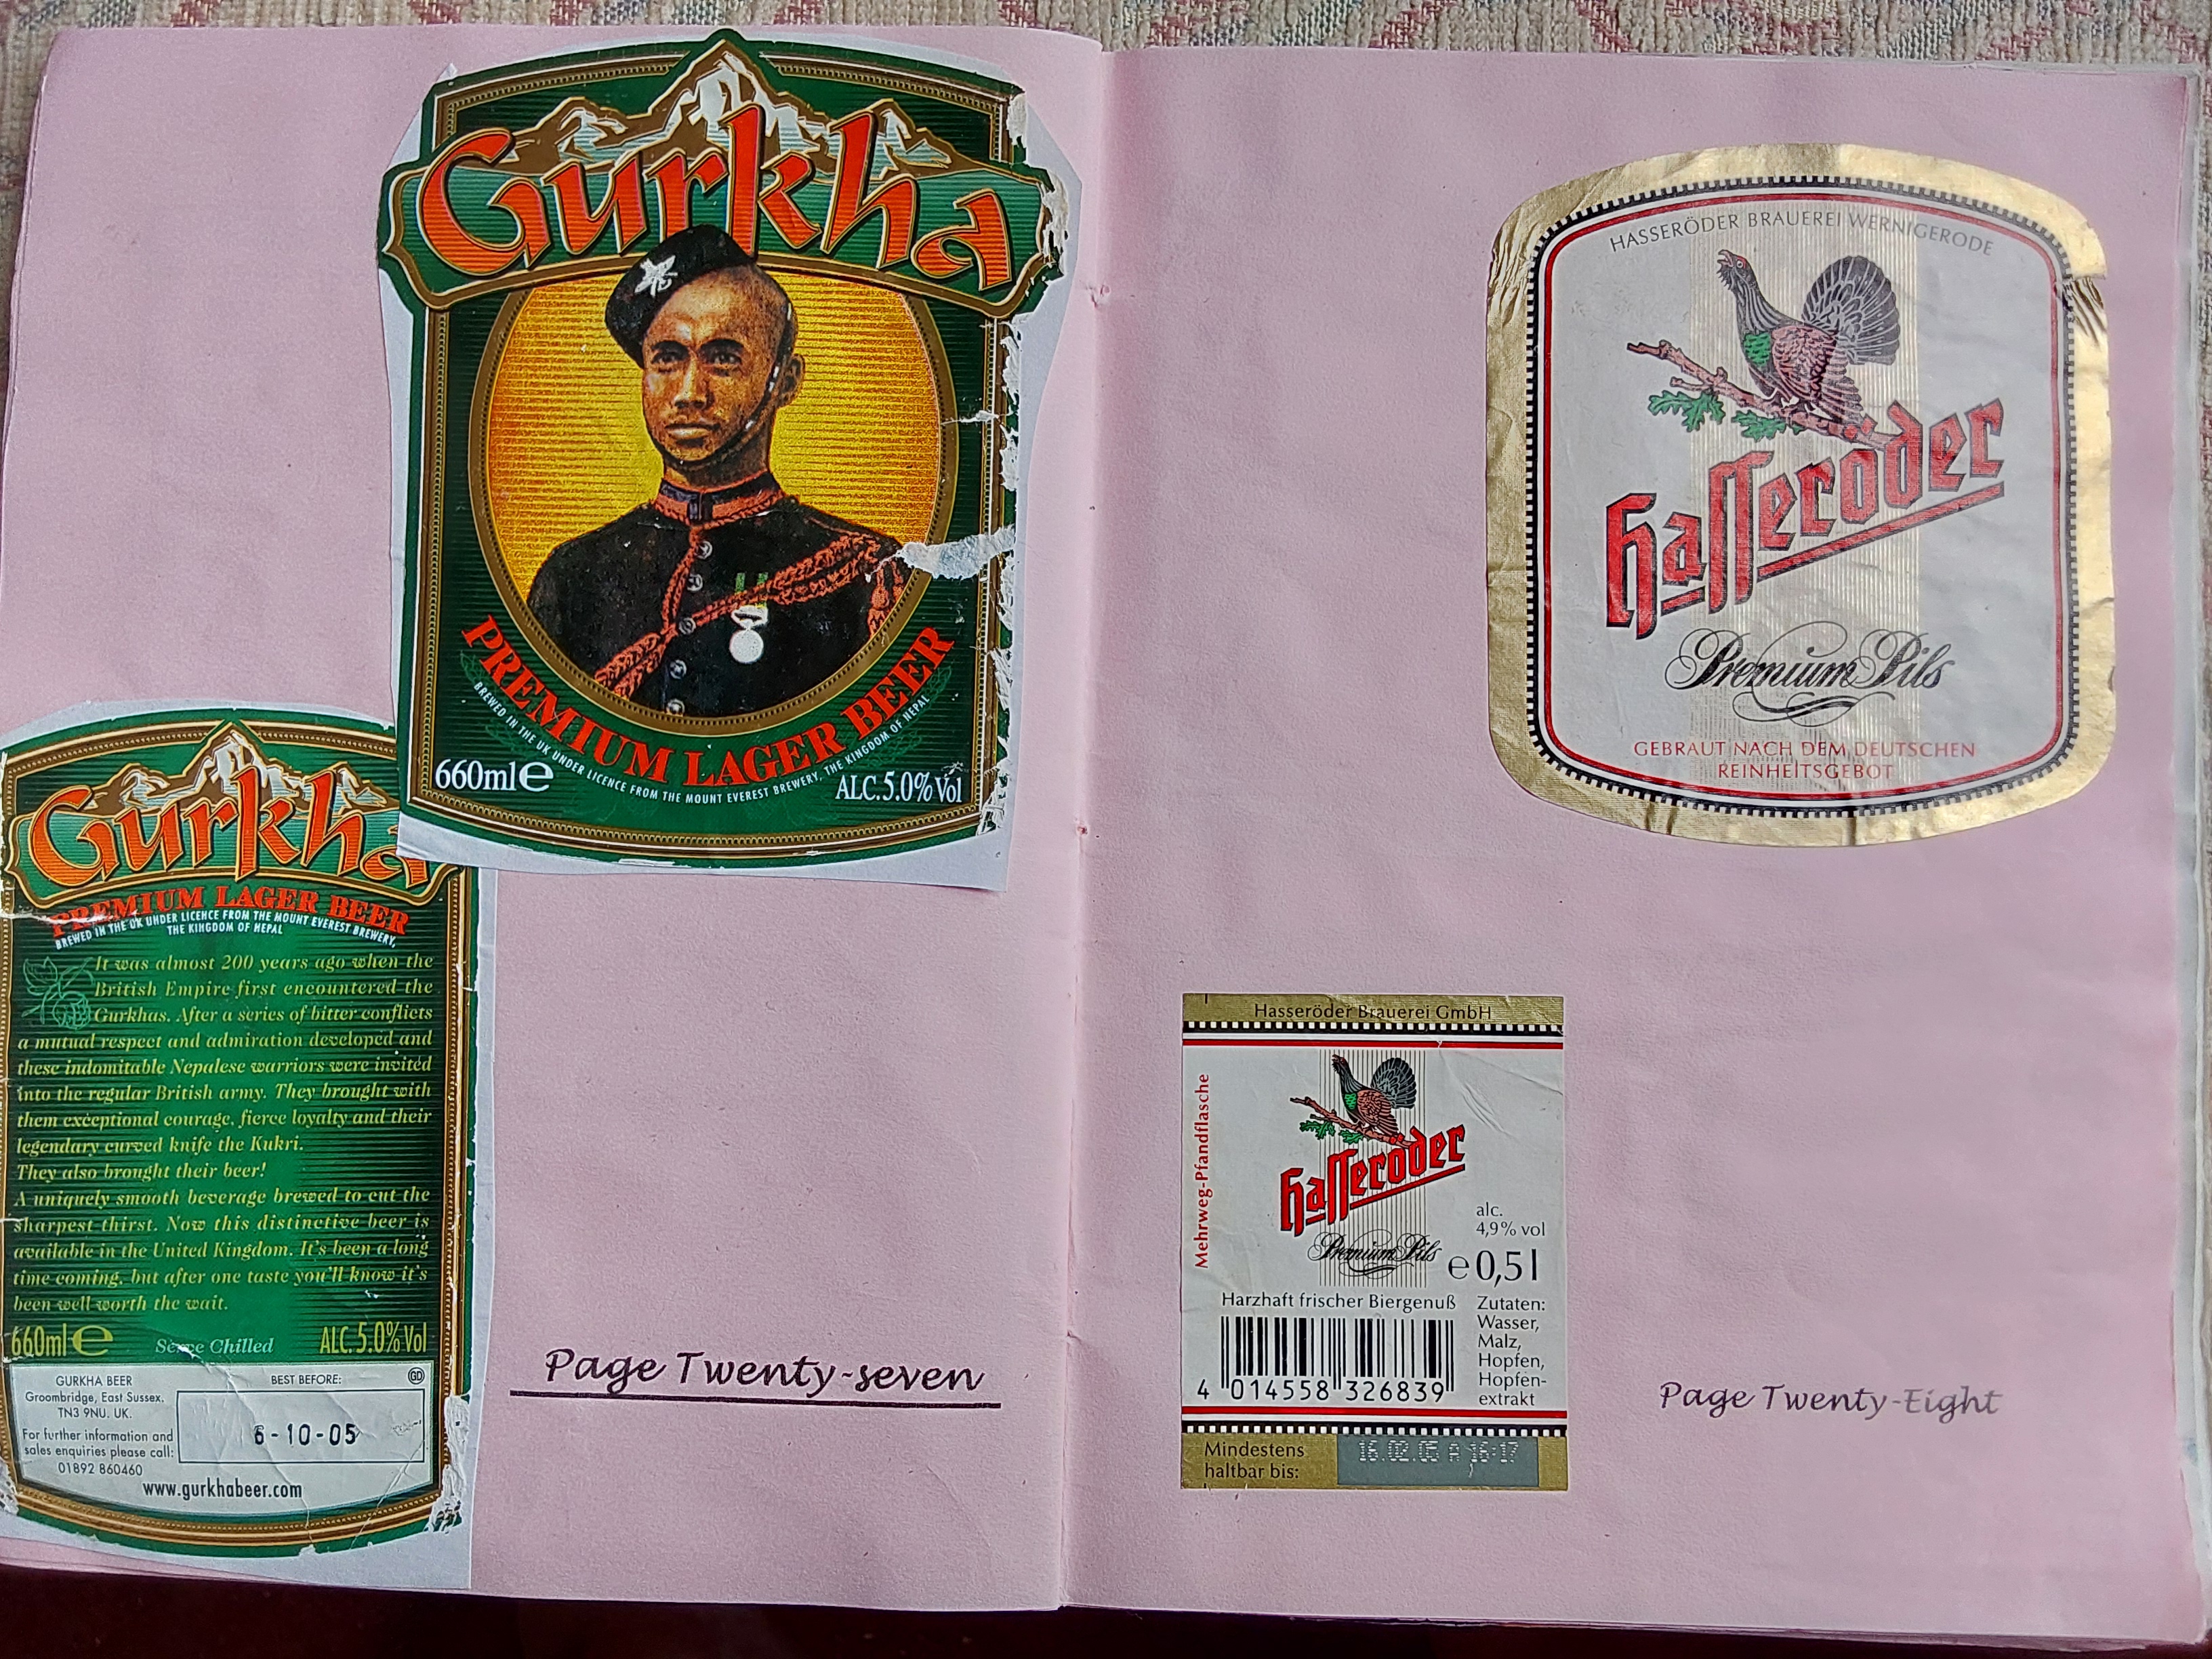 Gurkha
PREMIUM LAGER BEER
BREWED IN THE UK UNDER LICENCE FROM THE MOUNT EVEREST BREWERY, THE KINGDOM OF NEPAL
660ml e
ALC. 5.0% Vol
Gurkha
PREMIUM LAGER BEER
BREWED IN THE UK UNDER LICENCE FROM THE MOUNT EVEREST BREWERY,
THE KINGDOM OF NEPAL
It was almost 200 years ago when the
British Empire first encountered the
Gurkhas. After a series of bitter conflicts
a mutual respect and admiration developed and
these indomitable Nepalese warriors were invited
into the regular British army. They brought with
them exceptional courage, fierce loyalty and their
legendary curved knife the Kukri.
They also brought their beer!
A uniquely smooth beverage brewed to cut the
sharpest thirst. Now this distinctive beer is
available in the United Kingdom. It's been a long
time coming, but after one taste you'll know it's
been well worth the wait.
660ml e Serve Chilled ALC. 5.0% Vol
GURKHA BEER
Groombridge, East Sussex.
TN3 9NU. UK.
For further information and
sales enquiries please call:
01892 860460
BEST BEFORE:
GD
6-10-05
www.gurkhabeer.com
Page Twenty-seven
HASSERÖDER BRAUEREI WERNIGERODE
Hasseröder
Premium Pils
GEBRAUT NACH DEM DEUTSCHEN
REINHEITSGEBOT
Hasseröder Brauerei GmbH
Mehrweg-Pfandflasche
Hasseröder
Premium Pils
alc.
4,9% vol
e 0,5 l
Harzhaft frischer Biergenuß
Zutaten:
Wasser,
Malz,
Hopfen,
Hopfen-
extrakt
4 014558 326839
Mindestens
haltbar bis:
16.02.05 A 16:17
Page Twenty-Eight